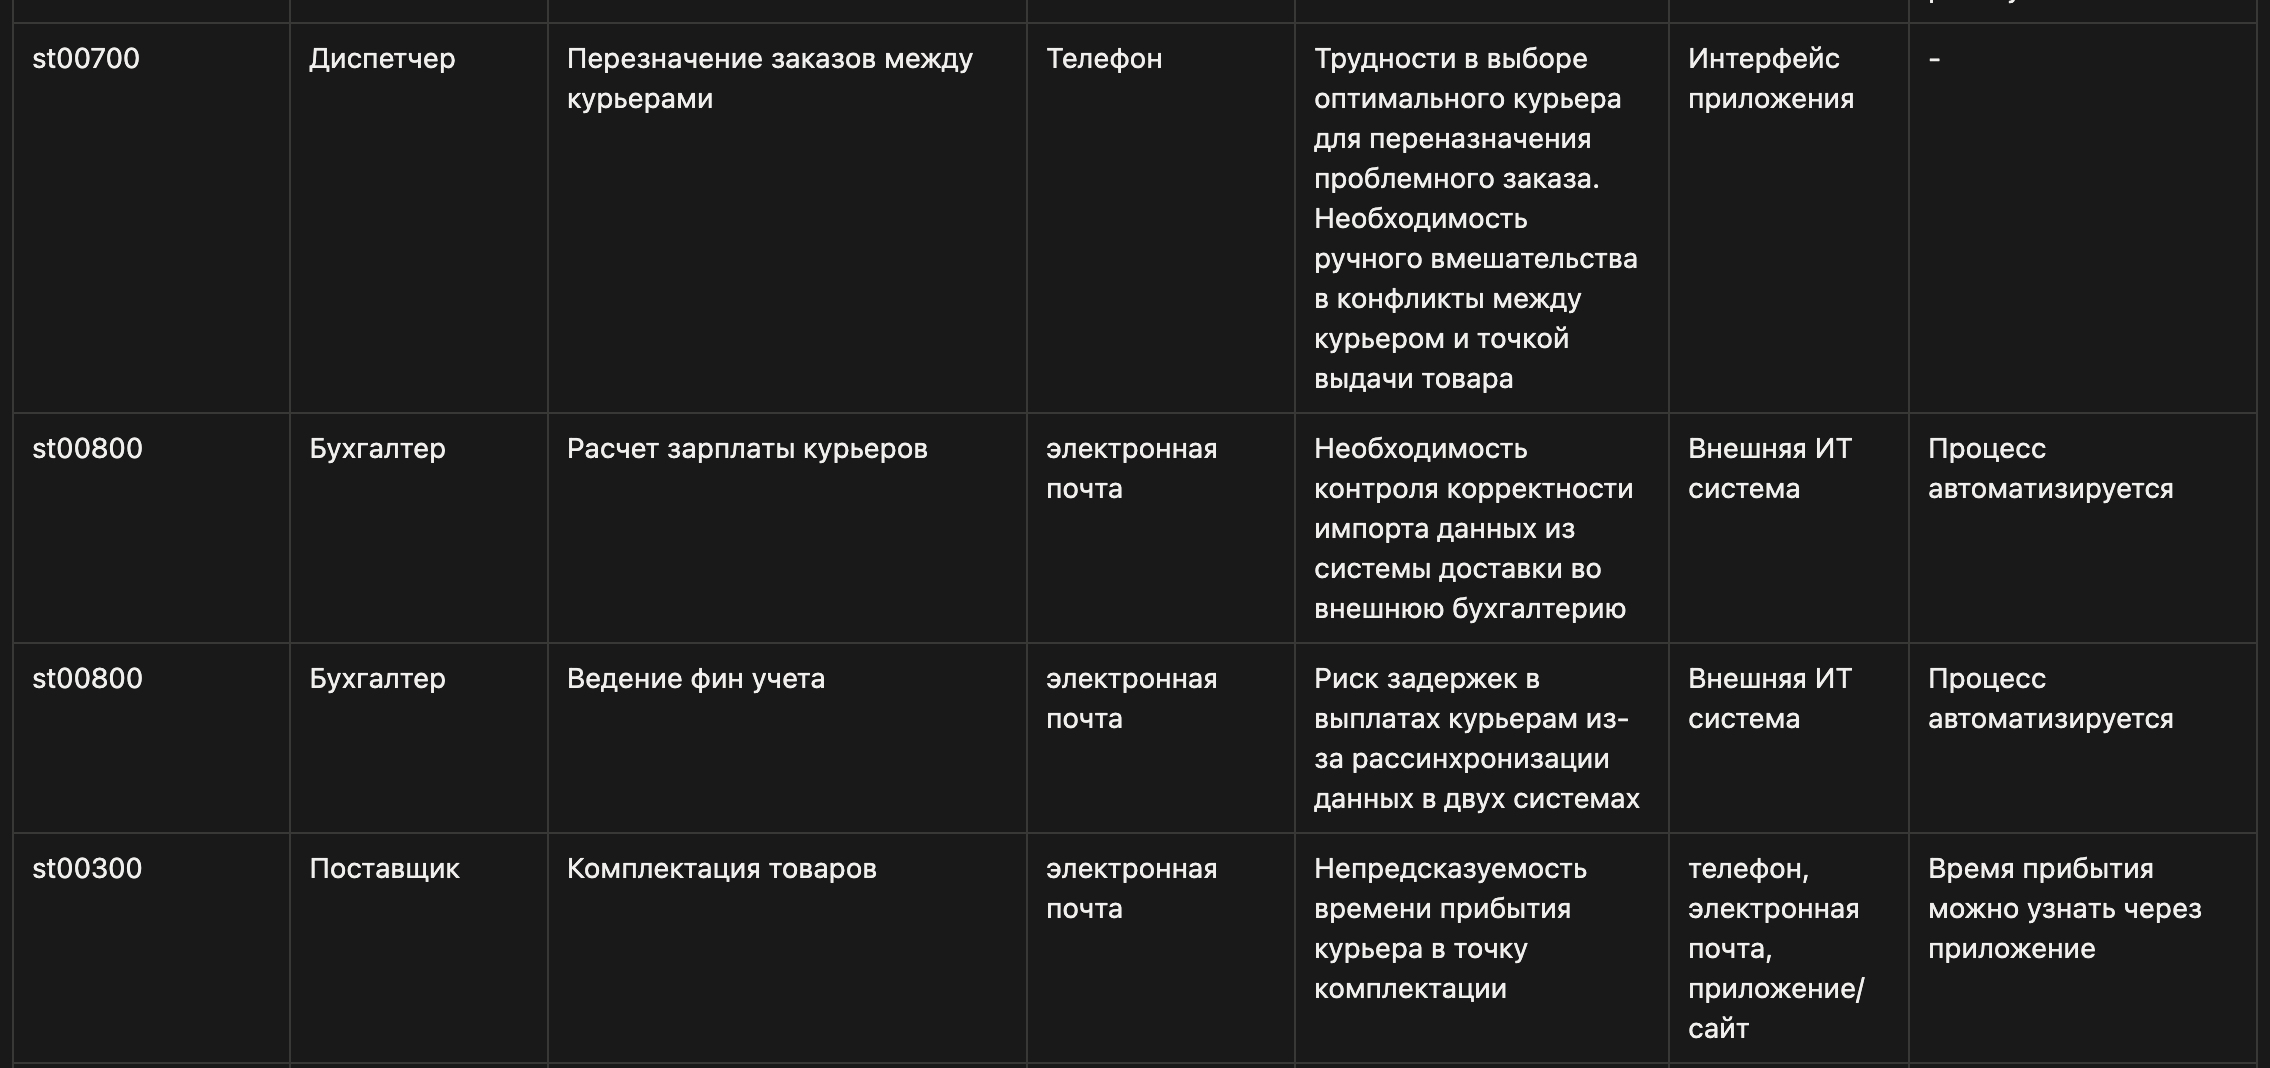 st00700
Диспетчер
Перезначение заказов между
курьерами
Телефон
Трудности в выборе
оптимального курьера
для переназначения
проблемного заказа.
Необходимость
ручного вмешательства
в конфликты между
курьером и точкой
выдачи товара
Интерфейс
приложения
-
st00800
Бухгалтер
Расчет зарплаты курьеров
электронная
почта
Необходимость
контроля корректности
импорта данных из
системы доставки во
внешнюю бухгалтерию
Внешняя ИТ
система
Процесс
автоматизируется
st00800
Бухгалтер
Ведение фин учета
электронная
почта
Риск задержек в
выплатах курьерам из-
за рассинхронизации
данных в двух системах
Внешняя ИТ
система
Процесс
автоматизируется
st00300
Поставщик
Комплектация товаров
электронная
почта
Непредсказуемость
времени прибытия
курьера в точку
комплектации
телефон,
электронная
почта,
приложение/
сайт
Время прибытия
можно узнать через
приложение